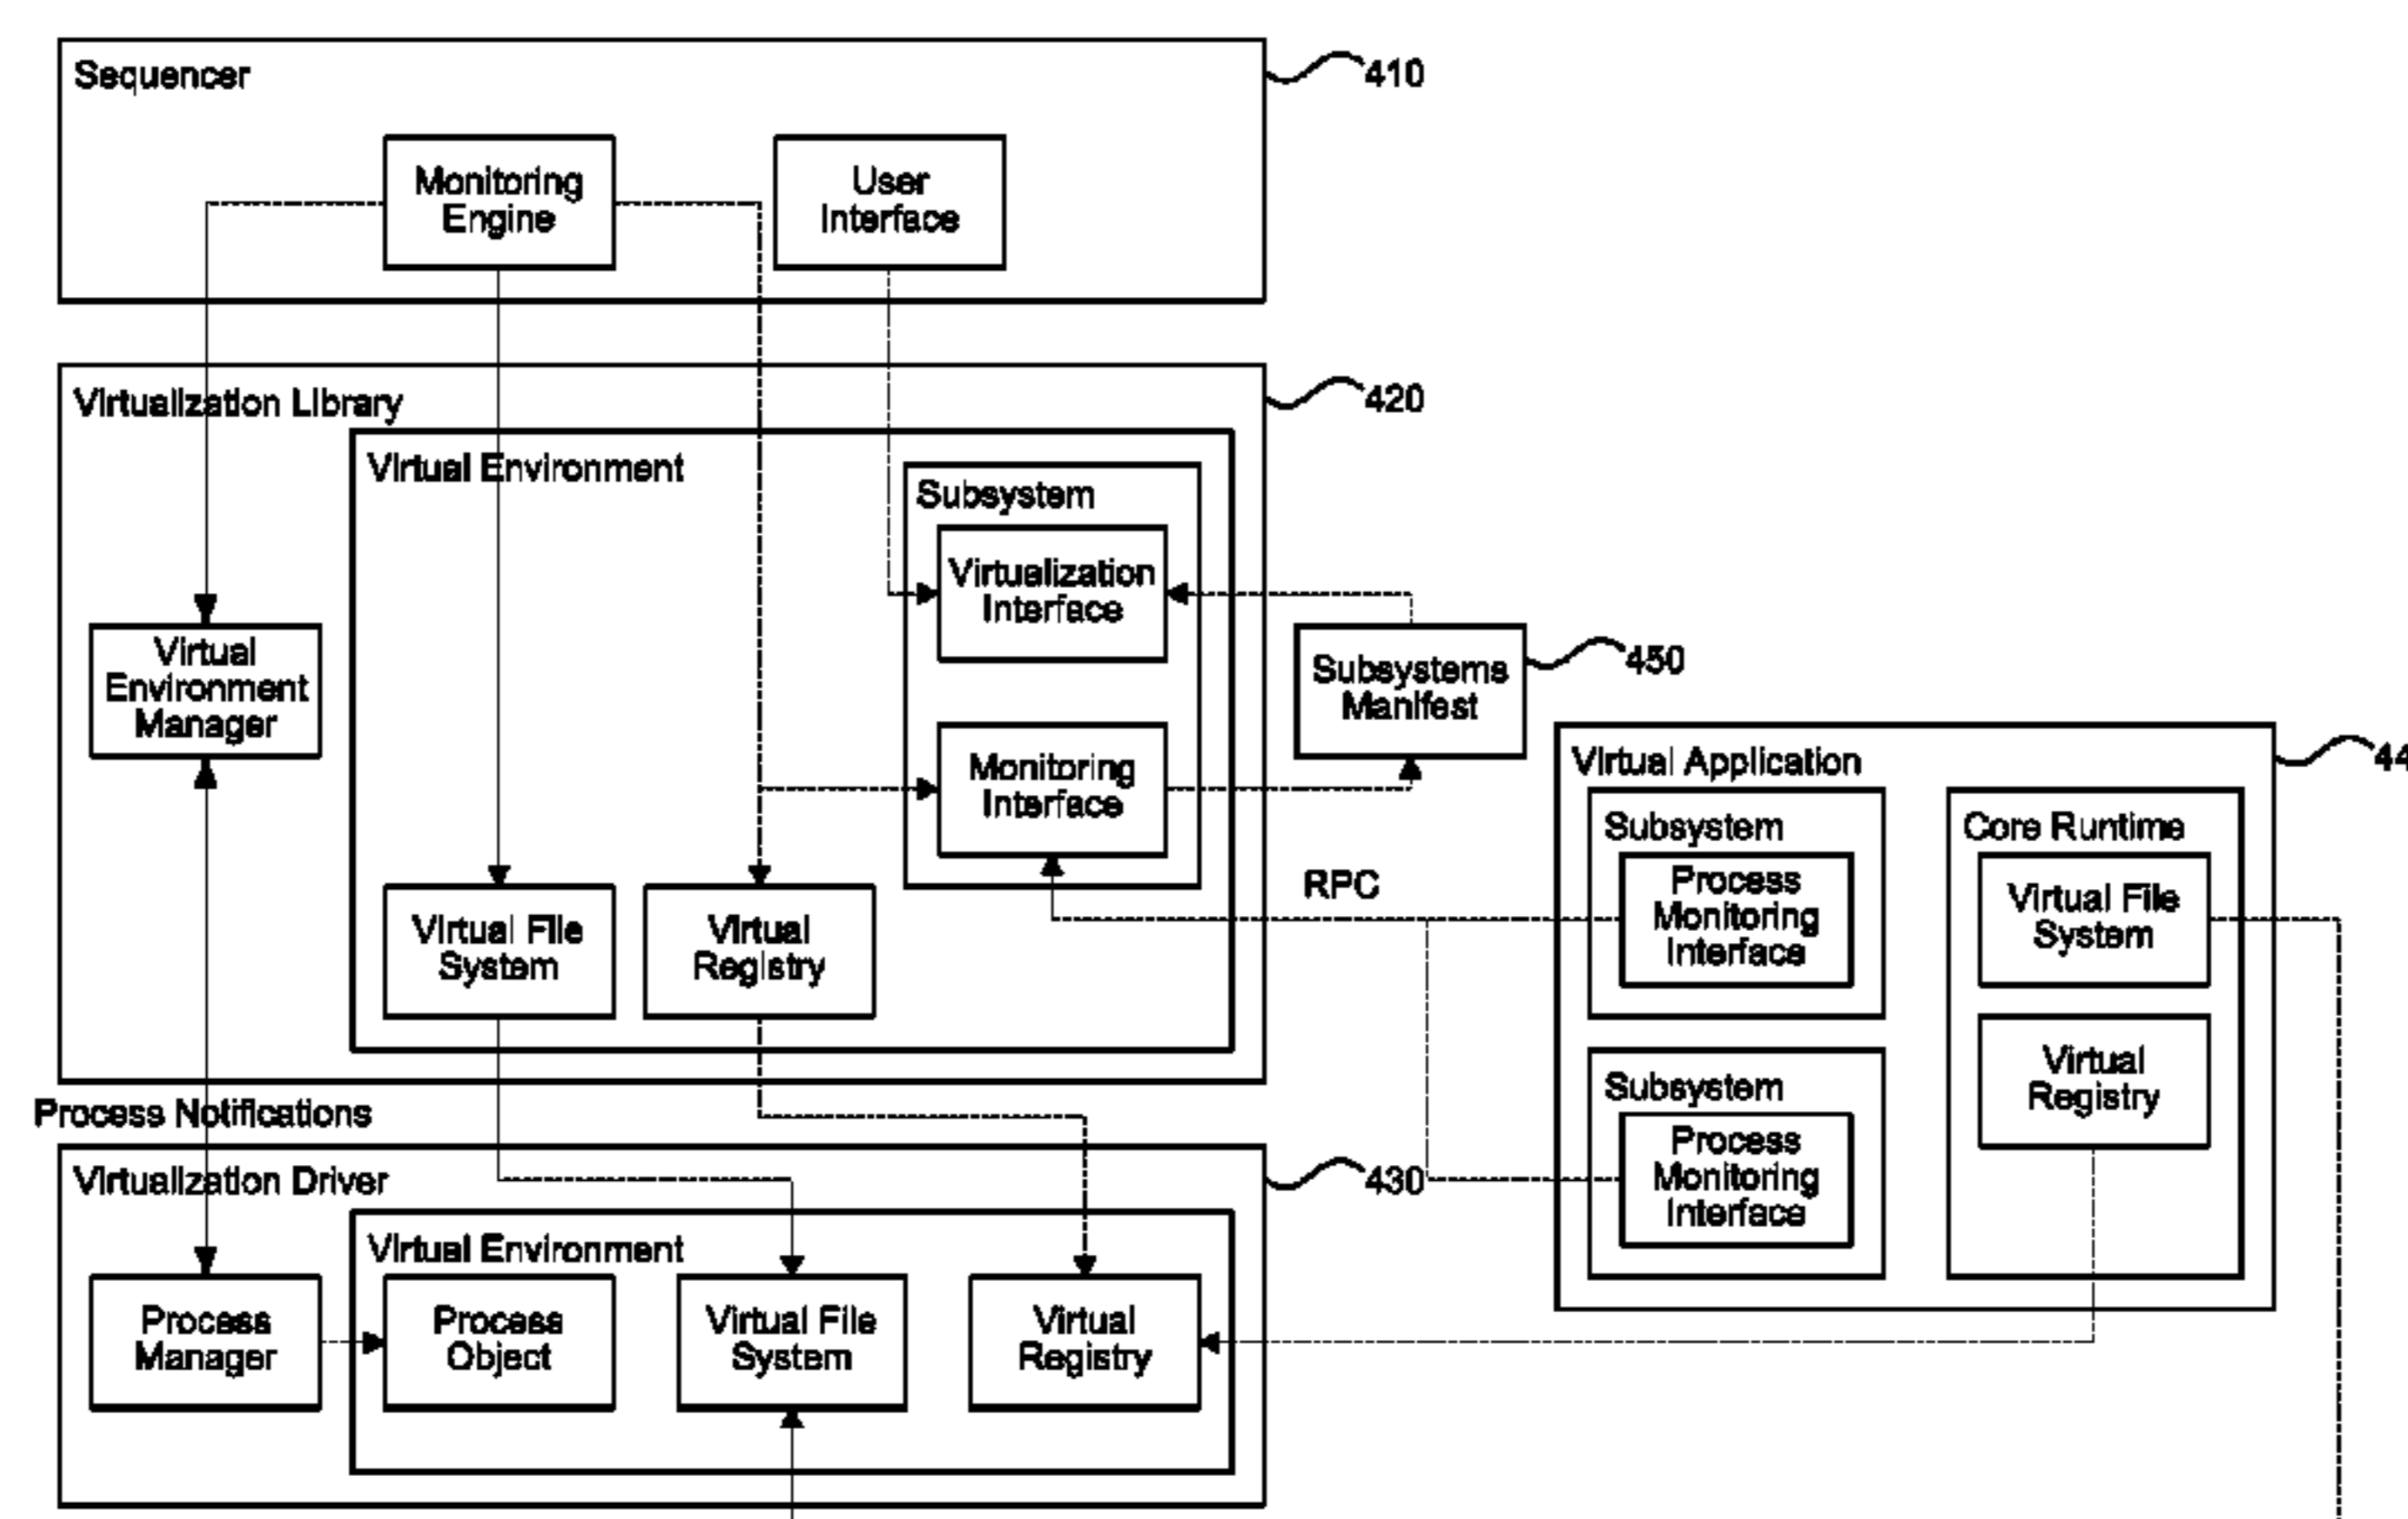 Sequencer
410
Monitoring
Engine
User
Interface
Virtualization Library
420
Virtual Environment
Subsystem
Virtualization
Interface
Virtual
Environment
Manager
Subsystems
Manifest
450
Monitoring
Interface
Virtual Application
44
Subsystem
Process
Monitoring
Interface
Core Runtime
Virtual File
System
RPC
Virtual File
System
Virtual
Registry
Virtual
Registry
Subsystem
Process
Monitoring
Interface
Process Notifications
Virtualization Driver
430
Virtual Environment
Process
Manager
Process
Object
Virtual File
System
Virtual
Registry